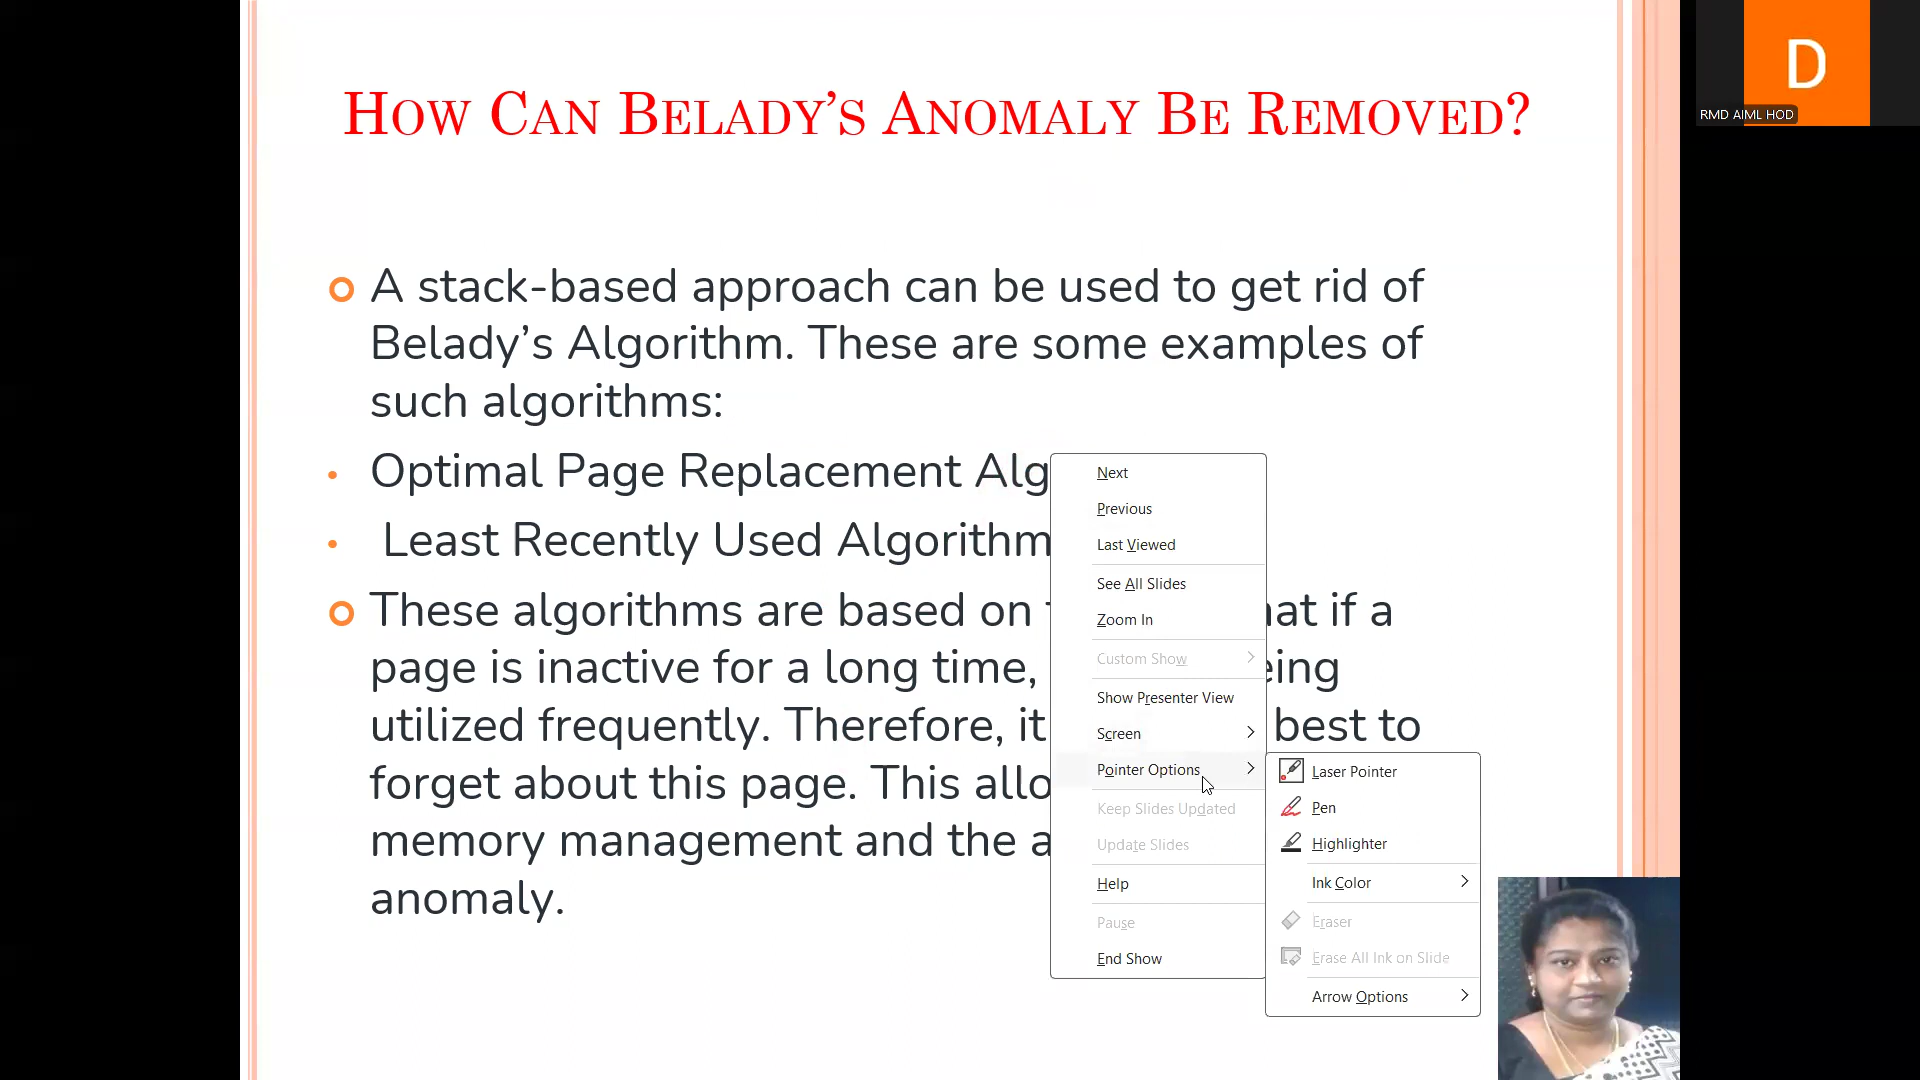 How Can Belady’s Anomaly Be Removed?
D
RMD AIML HOD
A stack-based approach can be used to get rid of
Belady’s Algorithm. These are some examples of
such algorithms:
Optimal Page Replacement Alg
Least Recently Used Algorithm
These algorithms are based on if a
page is inactive for a long time,
utilized frequently. Therefore, it best to
forget about this page. This allo
memory management and the a
anomaly.
Next
Previous
Last Viewed
See All Slides
Zoom In
Custom Show
Show Presenter View
Screen
Pointer Options
Keep Slides Updated
Update Slides
Help
Pause
End Show
Laser Pointer
Pen
Highlighter
Ink Color
Eraser
Erase All Ink on Slide
Arrow Options